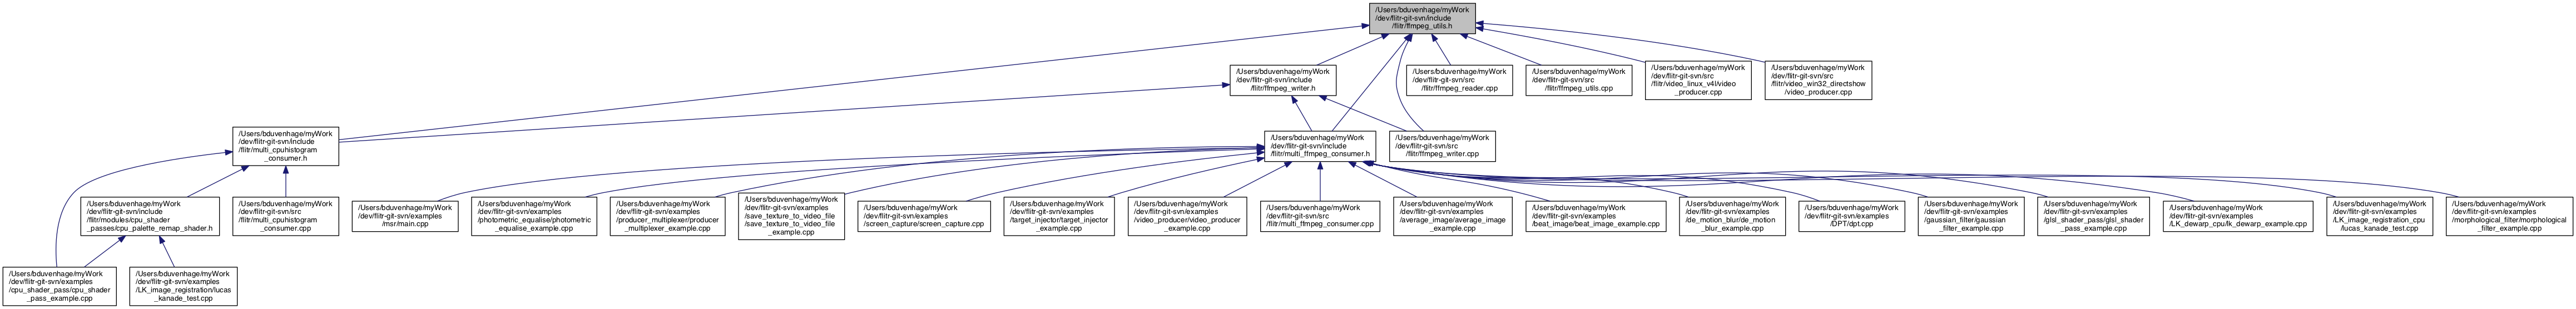 /Users/bduvenhage/myWork
/dev/flitr-git-svn/include
/flitr/ffmpeg_utils.h
/Users/bduvenhage/myWork
/dev/flitr-git-svn/include
/flitr/ffmpeg_writer.h
/Users/bduvenhage/myWork
/dev/flitr-git-svn/src
/flitr/ffmpeg_reader.cpp
/Users/bduvenhage/myWork
/dev/flitr-git-svn/src
/flitr/ffmpeg_utils.cpp
/Users/bduvenhage/myWork
/dev/flitr-git-svn/src
/flitr/video_linux_v4l/video
_producer.cpp
/Users/bduvenhage/myWork
/dev/flitr-git-svn/src
/flitr/video_win32_directshow
/video_producer.cpp
/Users/bduvenhage/myWork
/dev/flitr-git-svn/include
/flitr/multi_cpuhistogram
_consumer.h
/Users/bduvenhage/myWork
/dev/flitr-git-svn/include
/flitr/multi_ffmpeg_consumer.h
/Users/bduvenhage/myWork
/dev/flitr-git-svn/src
/flitr/ffmpeg_writer.cpp
/Users/bduvenhage/myWork
/dev/flitr-git-svn/include
/flitr/modules/cpu_shader
_passes/cpu_palette_remap_shader.h
/Users/bduvenhage/myWork
/dev/flitr-git-svn/src
/flitr/multi_cpuhistogram
_consumer.cpp
/Users/bduvenhage/myWork
/dev/flitr-git-svn/examples
/msr/main.cpp
/Users/bduvenhage/myWork
/dev/flitr-git-svn/examples
/photometric_equalise/photometric
_equalise_example.cpp
/Users/bduvenhage/myWork
/dev/flitr-git-svn/examples
/producer_multiplexer/producer
_multiplexer_example.cpp
/Users/bduvenhage/myWork
/dev/flitr-git-svn/examples
/save_texture_to_video_file
/save_texture_to_video_file
_example.cpp
/Users/bduvenhage/myWork
/dev/flitr-git-svn/examples
/screen_capture/screen_capture.cpp
/Users/bduvenhage/myWork
/dev/flitr-git-svn/examples
/target_injector/target_injector
_example.cpp
/Users/bduvenhage/myWork
/dev/flitr-git-svn/examples
/video_producer/video_producer
_example.cpp
/Users/bduvenhage/myWork
/dev/flitr-git-svn/src
/flitr/multi_ffmpeg_consumer.cpp
/Users/bduvenhage/myWork
/dev/flitr-git-svn/examples
/average_image/average_image
_example.cpp
/Users/bduvenhage/myWork
/dev/flitr-git-svn/examples
/beat_image/beat_image_example.cpp
/Users/bduvenhage/myWork
/dev/flitr-git-svn/examples
/de_motion_blur/de_motion
_blur_example.cpp
/Users/bduvenhage/myWork
/dev/flitr-git-svn/examples
/DPT/dpt.cpp
/Users/bduvenhage/myWork
/dev/flitr-git-svn/examples
/gaussian_filter/gaussian
_filter_example.cpp
/Users/bduvenhage/myWork
/dev/flitr-git-svn/examples
/glsl_shader_pass/glsl_shader
_pass_example.cpp
/Users/bduvenhage/myWork
/dev/flitr-git-svn/examples
/LK_dewarp_cpu/lk_dewarp_example.cpp
/Users/bduvenhage/myWork
/dev/flitr-git-svn/examples
/LK_image_registration_cpu
/lucas_kanade_test.cpp
/Users/bduvenhage/myWork
/dev/flitr-git-svn/examples
/morphological_filter/morphological
_filter_example.cpp
/Users/bduvenhage/myWork
/dev/flitr-git-svn/examples
/cpu_shader_pass/cpu_shader
_pass_example.cpp
/Users/bduvenhage/myWork
/dev/flitr-git-svn/examples
/LK_image_registration/lucas
_kanade_test.cpp